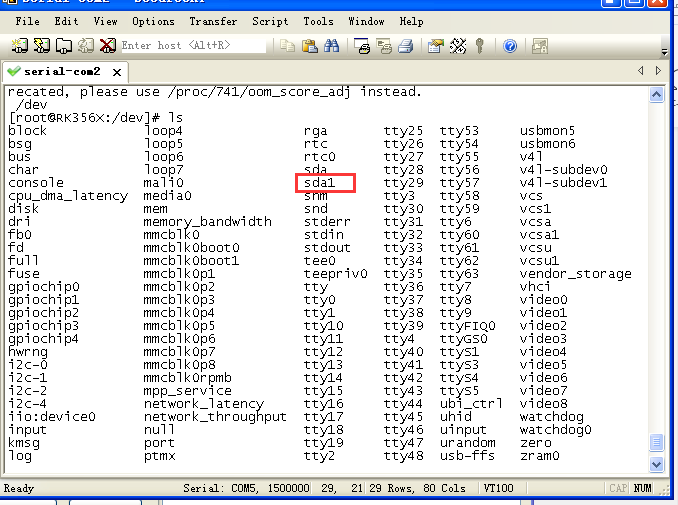 File Edit View Options Transfer Script Tools Window Help
Enter host <Alt+R>
serial-com2
recated, please use /proc/741/oom_score_adj instead.
/dev
[root@RK356X:/dev]# ls
block loop4 rga tty25 tty53 usbmon5
bsg loop5 rtc tty26 tty54 usbmon6
bus loop6 rtc0 tty27 tty55 v4l
char loop7 sda tty28 tty56 v4l-subdev0
console mali0 sda1 tty29 tty57 v4l-subdev1
cpu_dma_latency media0 shm tty3 tty58 vcs
disk mem snd tty30 tty59 vcs1
dri memory_bandwidth stderr tty31 tty6 vcsa
fb0 mmcblk0 stdin tty32 tty60 vcsa1
fd mmcblk0boot0 stdout tty33 tty61 vcsu
full mmcblk0boot1 tee0 tty34 tty62 vcsu1
fuse mmcblk0p1 teepriv0 tty35 tty63 vendor_storage
gpiochip0 mmcblk0p2 tty tty36 tty7 vhci
gpiochip1 mmcblk0p3 tty0 tty37 tty8 video0
gpiochip2 mmcblk0p4 tty1 tty38 tty9 video1
gpiochip3 mmcblk0p5 tty10 tty39 ttyFIQ0 video2
gpiochip4 mmcblk0p6 tty11 tty4 ttyGS0 video3
hwrng mmcblk0p7 tty12 tty40 ttyS1 video4
i2c-0 mmcblk0p8 tty13 tty41 ttyS3 video5
i2c-1 mmcblk0rpmb tty14 tty42 ttyS4 video6
i2c-2 mpp_service tty15 tty43 ttyS5 video7
i2c-4 network_latency tty16 tty44 ubi_ctrl video8
iio:device0 network_throughput tty17 tty45 uhid watchdog
input null tty18 tty46 uinput watchdog0
kmsg port tty19 tty47 urandom zero
log ptmx tty2 tty48 usb-ffs zram0
Ready Serial: COM5, 1500000 29, 21 29 Rows, 80 Cols VT100 CAP NUM